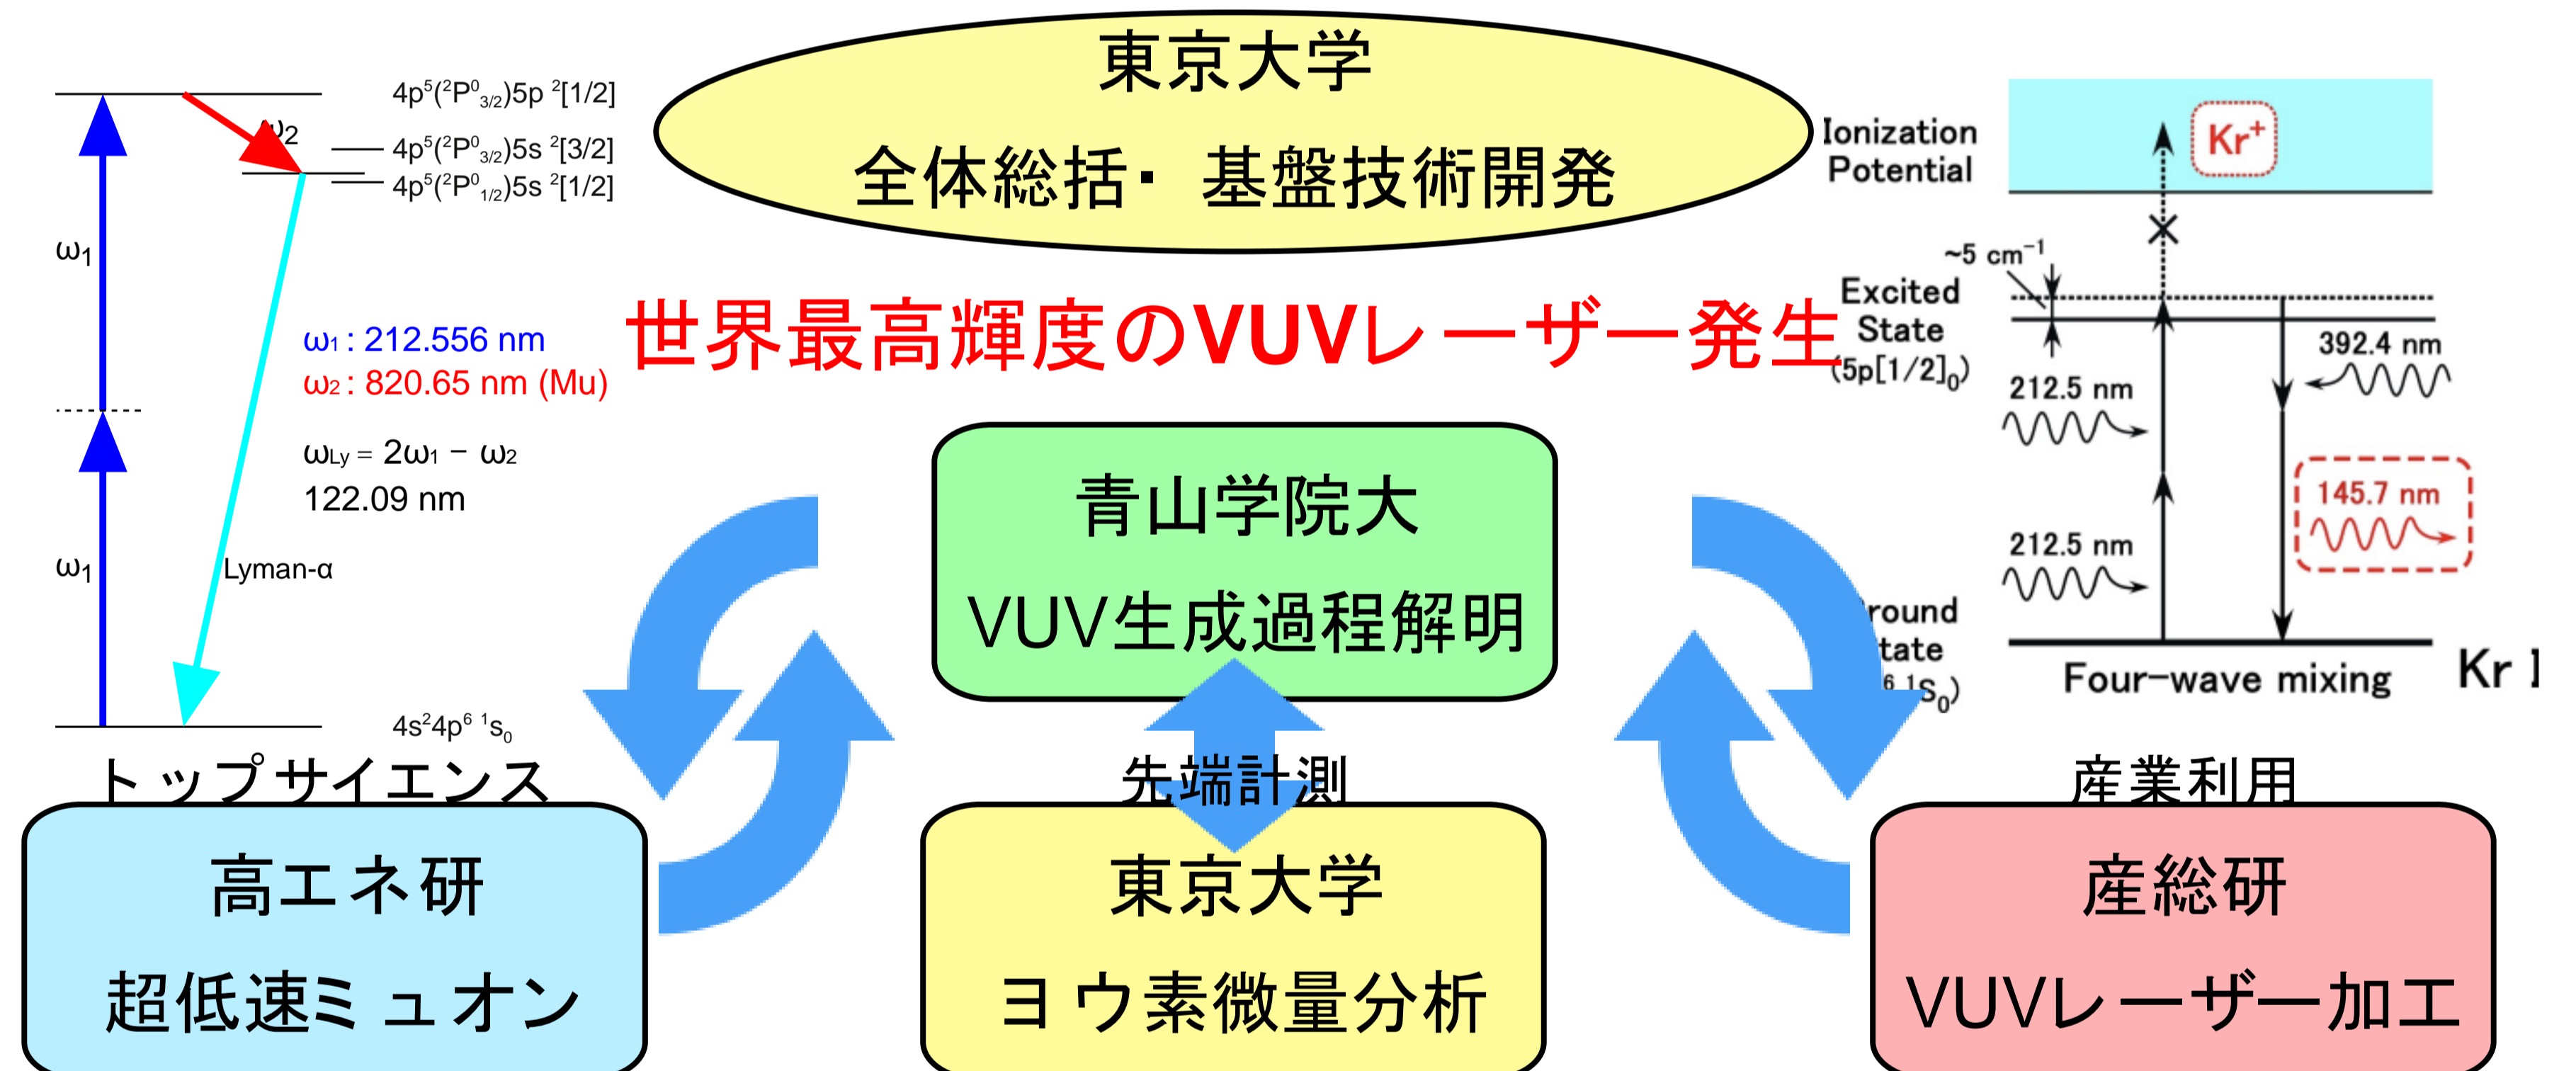 東京大学
全体総括・ 基盤技術開発
世界最高輝度のVUVレーザー発生
4p⁵(²P⁰₃/₂)5p ²[1/2]
ω₂
4p⁵(²P⁰₃/₂)5s ²[3/2]
4p⁵(²P⁰₁/₂)5s ²[1/2]
ω₁
ω₁ : 212.556 nm
ω₂ : 820.65 nm (Mu)
ωLy = 2ω₁ − ω₂
122.09 nm
ω₁
Lyman-α
4s²4p⁶ ¹s₀
Ionization
Potential
Kr⁺
~5 cm⁻¹
Excited
State
(5p[1/2]₀)
392.4 nm
212.5 nm
145.7 nm
212.5 nm
round
tate
⁶ ¹S₀)
Four-wave mixing
Kr
青山学院大
VUV生成過程解明
トップサイエンス
高エネ研
超低速ミュオン
先端計測
東京大学
ヨウ素微量分析
産業利用
産総研
VUVレーザー加工